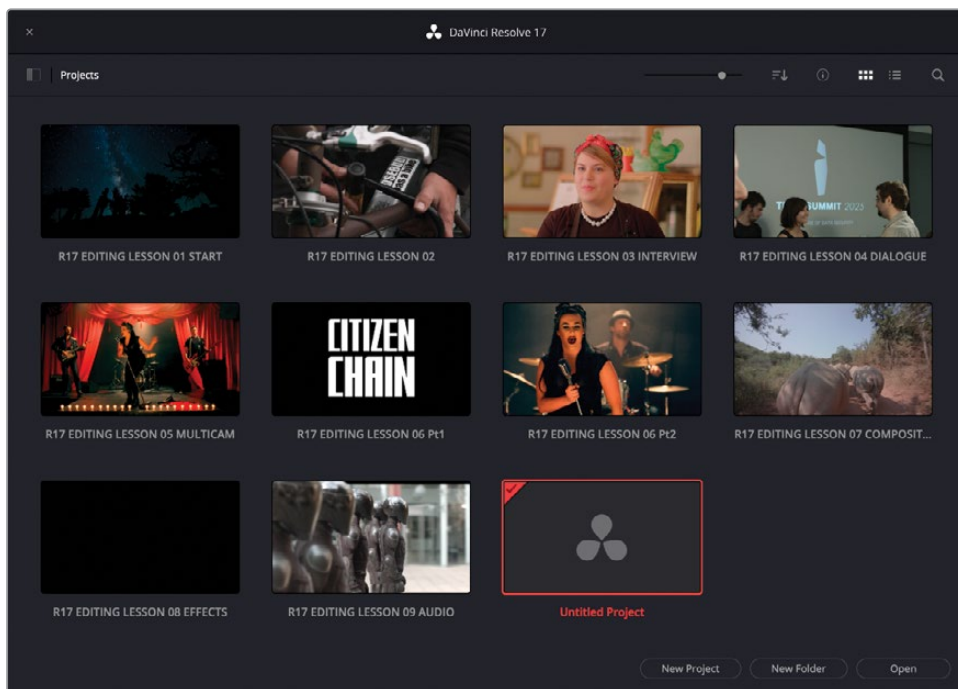 DaVinci Resolve 17
Projects
R17 EDITING LESSON 01 START
R17 EDITING LESSON 02
R17 EDITING LESSON 03 INTERVIEW
SUMMIT 2023
R17 EDITING LESSON 04 DIALOGUE
R17 EDITING LESSON 05 MULTICAM
CITIZEN
CHAIN
R17 EDITING LESSON 06 Pt1
R17 EDITING LESSON 06 Pt2
R17 EDITING LESSON 07 COMPOSIT...
R17 EDITING LESSON 08 EFFECTS
R17 EDITING LESSON 09 AUDIO
Untitled Project
New Project
New Folder
Open